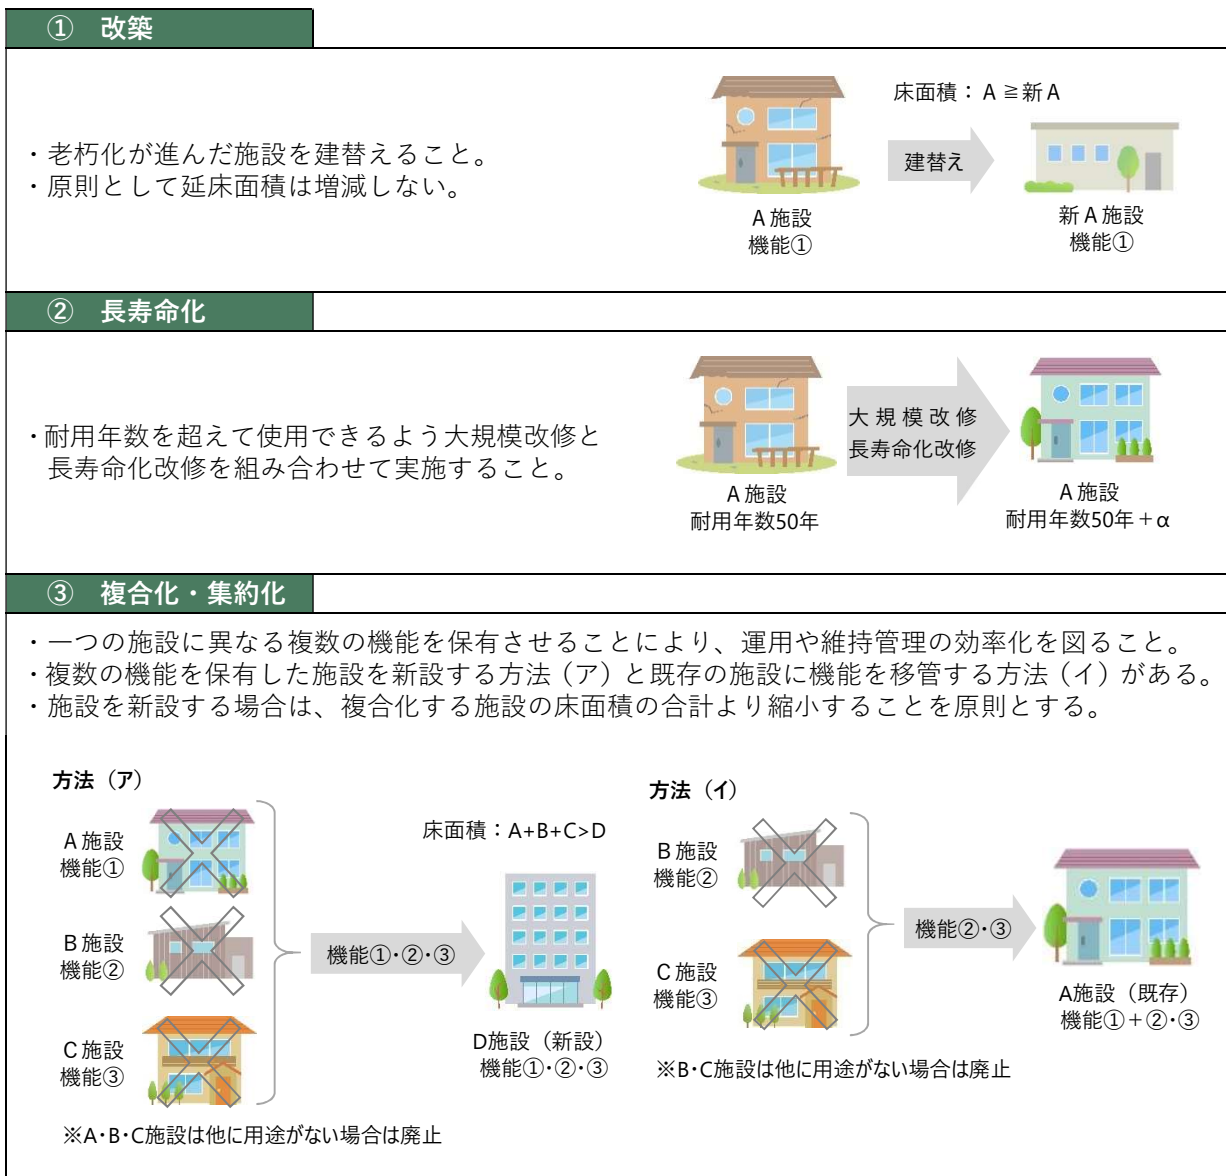 ① 改築
・老朽化が進んだ施設を建替えること。
・原則として延床面積は増減しない。
床面積：A≧新A
建替え
A施設
機能①
新A施設
機能①
② 長寿命化
・耐用年数を超えて使用できるよう大規模改修と
長寿命化改修を組み合わせて実施すること。
大規模改修
長寿命化改修
A施設
耐用年数50年
A施設
耐用年数50年+α
③ 複合化・集約化
・一つの施設に異なる複数の機能を保有させることにより、運用や維持管理の効率化を図ること。
・複数の機能を保有した施設を新設する方法（ア）と既存の施設に機能を移管する方法（イ）がある。
・施設を新設する場合は、複合化する施設の床面積の合計より縮小することを原則とする。
方法（ア）
A施設
機能①
B施設
機能②
C施設
機能③
機能①・②・③
床面積：A+B+C>D
D施設（新設）
機能①・②・③
※A・B・C施設は他に用途がない場合は廃止
方法（イ）
B施設
機能②
C施設
機能③
機能②・③
A施設（既存）
機能①+②・③
※B・C施設は他に用途がない場合は廃止